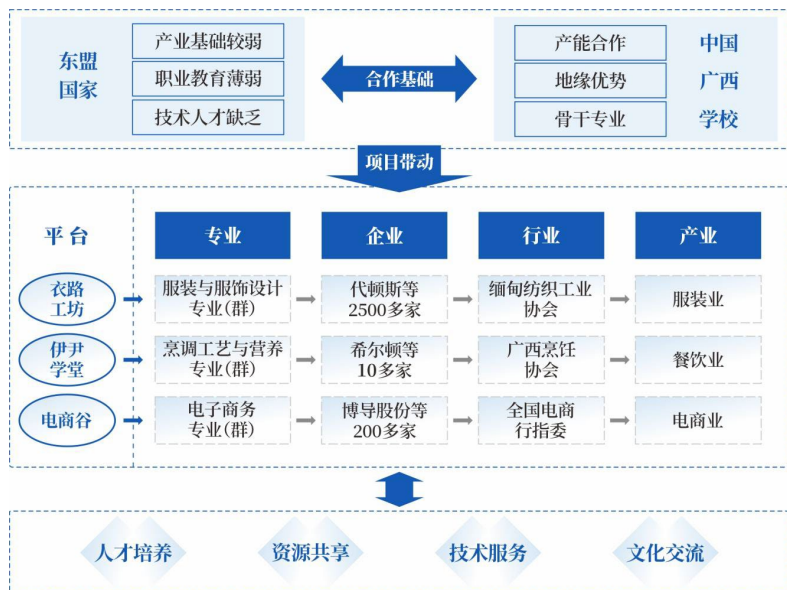 东盟
国家
产业基础较弱
职业教育薄弱
技术人才缺乏
合作基础
产能合作
地缘优势
骨干专业
中国
广西
学校
项目带动
平台
专业
企业
行业
产业
衣路
工坊
服装与服饰设计
专业(群)
代顿斯等
2500多家
缅甸纺织工业
协会
服装业
伊尹
学堂
烹调工艺与营养
专业(群)
希尔顿等
10多家
广西烹饪
协会
餐饮业
电商谷
电子商务
专业(群)
博导股份等
200多家
全国电商
行指委
电商业
人才培养
资源共享
技术服务
文化交流